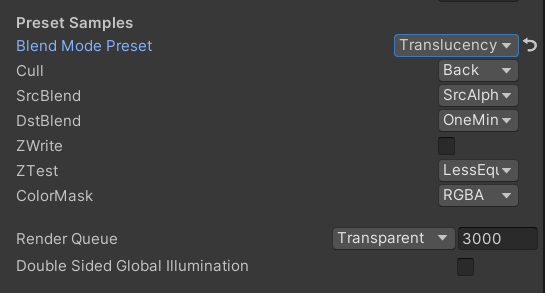 Preset Samples
Blend Mode Preset Translucency
Cull Back
SrcBlend SrcAlph
DstBlend OneMin
ZWrite
ZTest LessEqu
ColorMask RGBA
Render Queue Transparent 3000
Double Sided Global Illumination